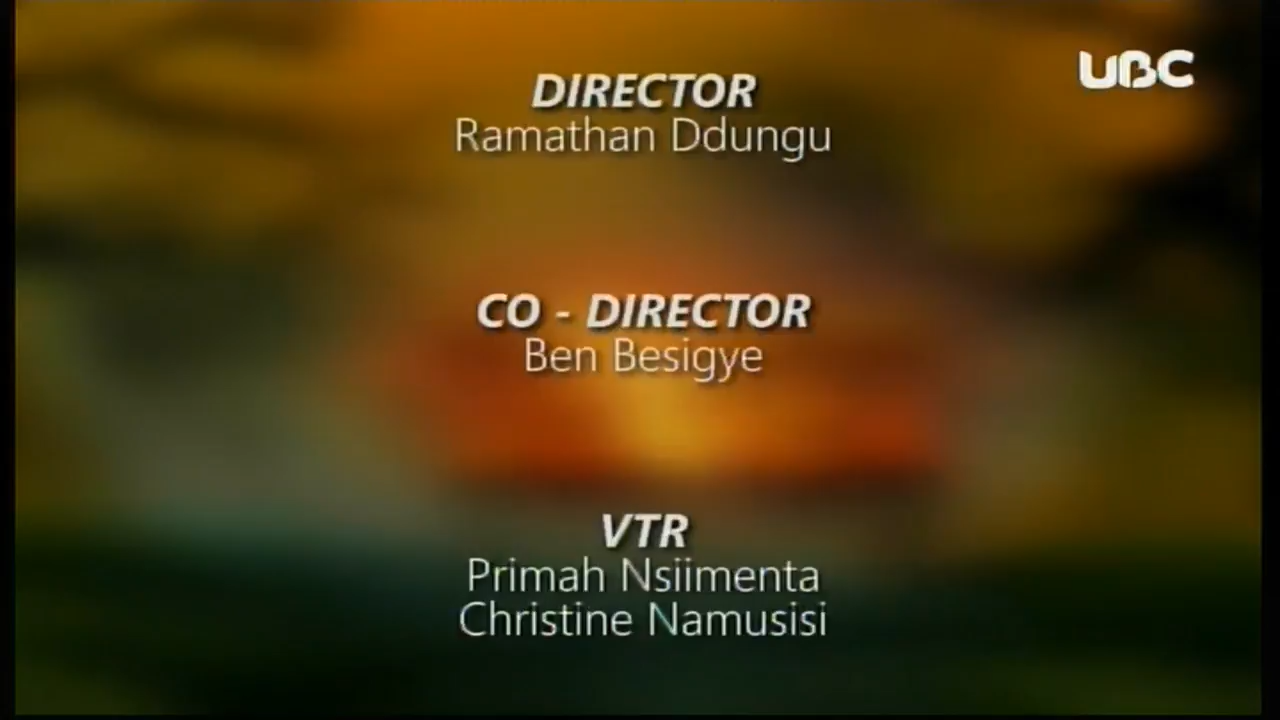 UBC
DIRECTOR
Ramathan Ddungu
CO - DIRECTOR
Ben Besigye
VTR
Primah Nsiimenta
Christine Namusisi